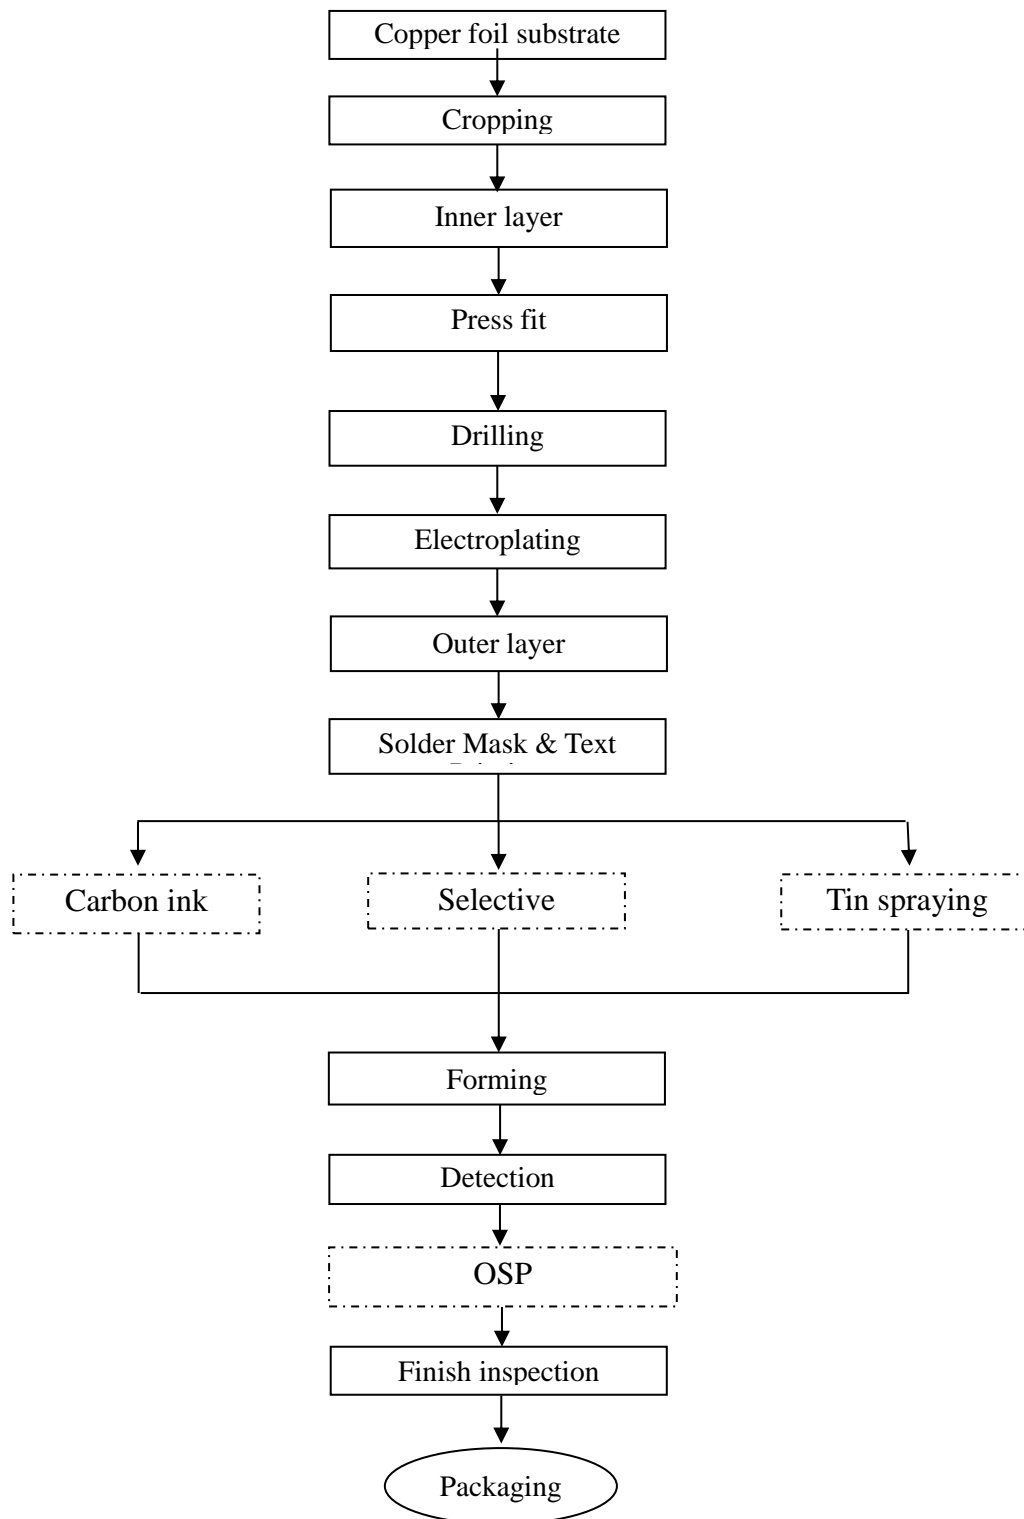 Copper foil substrate
Cropping
Inner layer
Press fit
Drilling
Electroplating
Outer layer
Solder Mask & Text
Carbon ink
Selective
Tin spraying
Forming
Detection
OSP
Finish inspection
Packaging